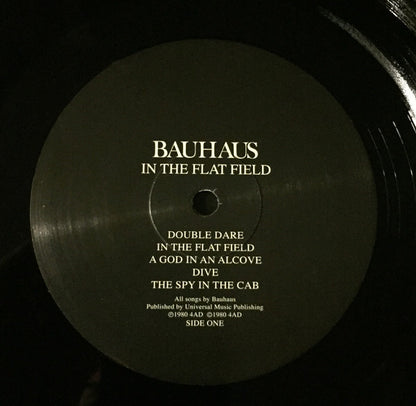 BAUHAUS
IN THE FLAT FIELD
DOUBLE DARE
IN THE FLAT FIELD
A GOD IN AN ALCOVE
DIVE
THE SPY IN THE CAB
All songs by Bauhaus
Published by Universal Music Publishing
℗1980 4AD ©1980 4AD
SIDE ONE